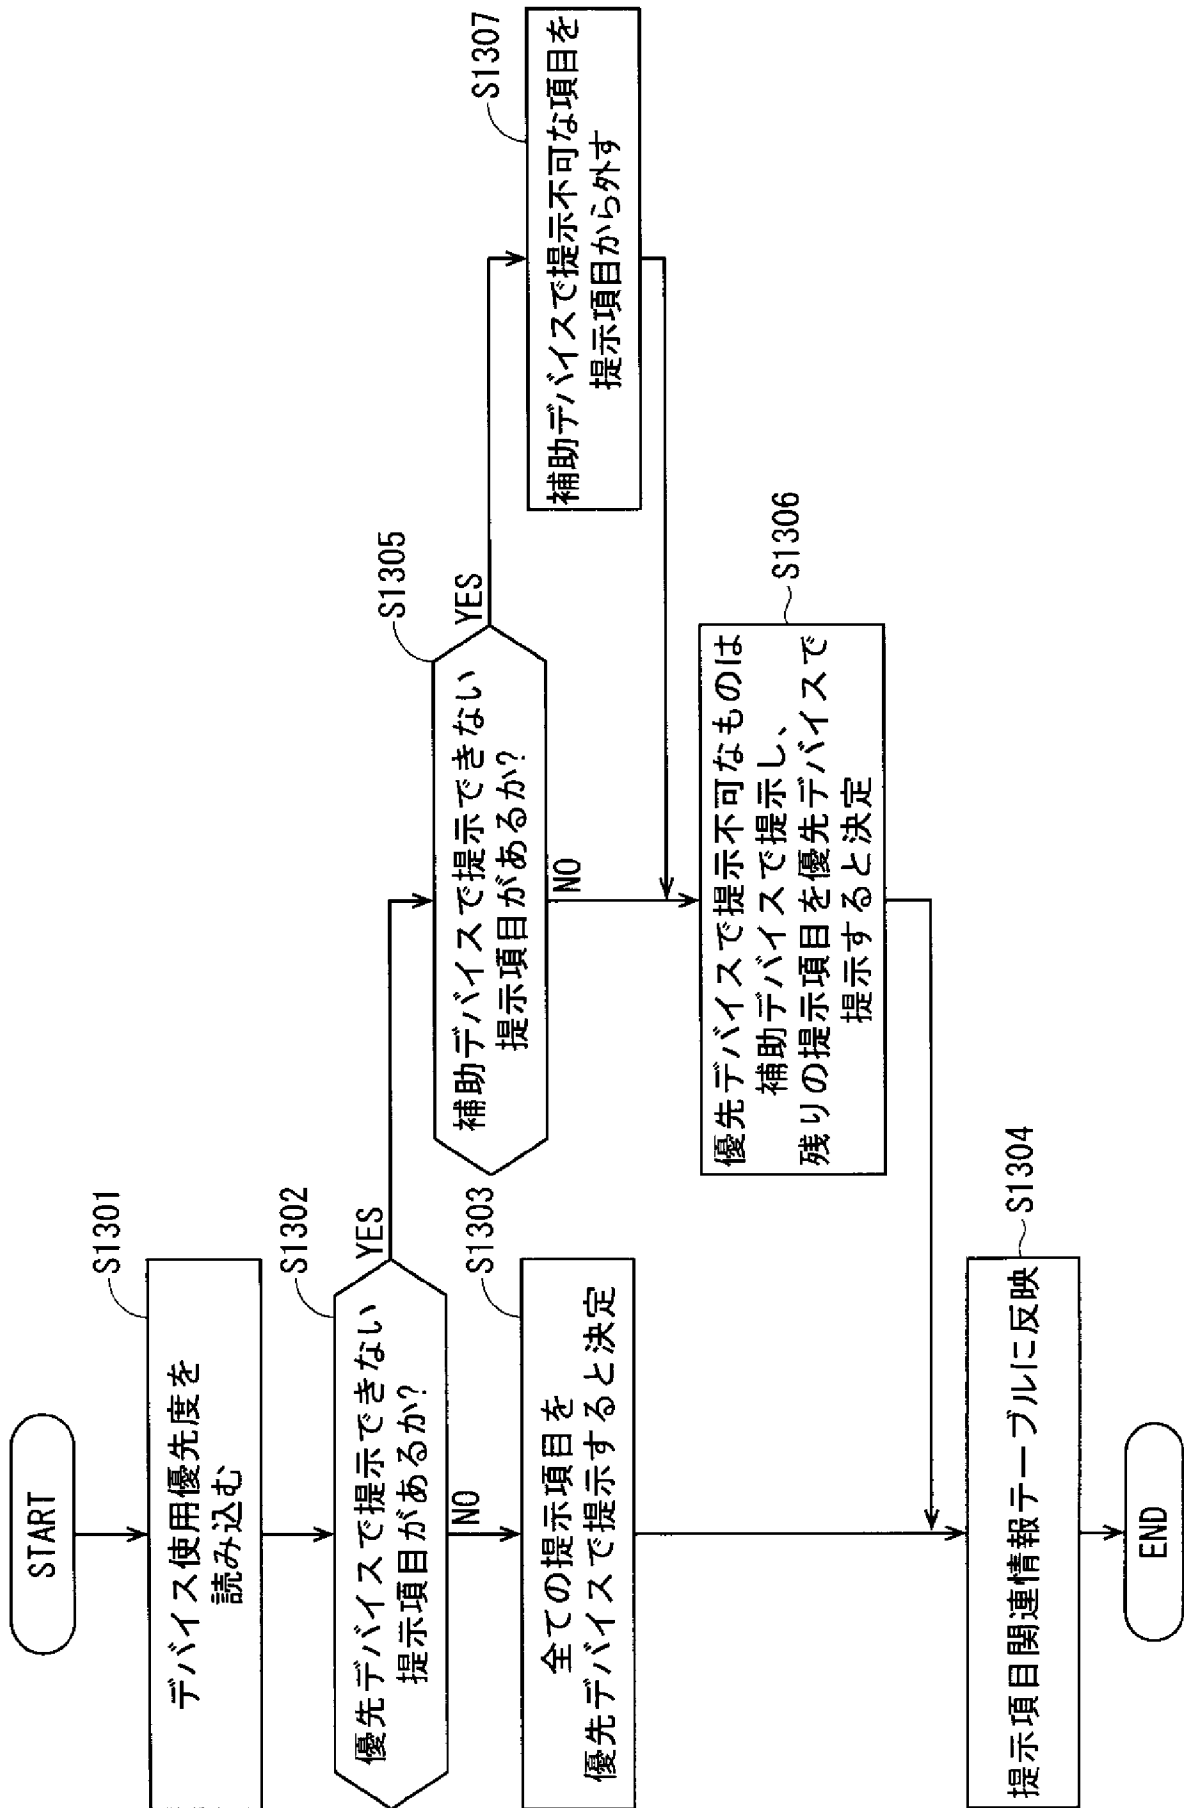 START
S1301
デバイス使用優先度を
読み込む
S1302
優先デバイスで提示できない
提示項目があるか?
YES
NO
S1303
全ての提示項目を
優先デバイスで提示すると決定
S1305
補助デバイスで提示できない
提示項目があるか?
YES
NO
S1307
補助デバイスで提示不可な項目を
提示項目から外す
S1306
優先デバイスで提示不可なものは
補助デバイスで提示し、
残りの提示項目を優先デバイスで
提示すると決定
S1304
提示項目関連情報テーブルに反映
END